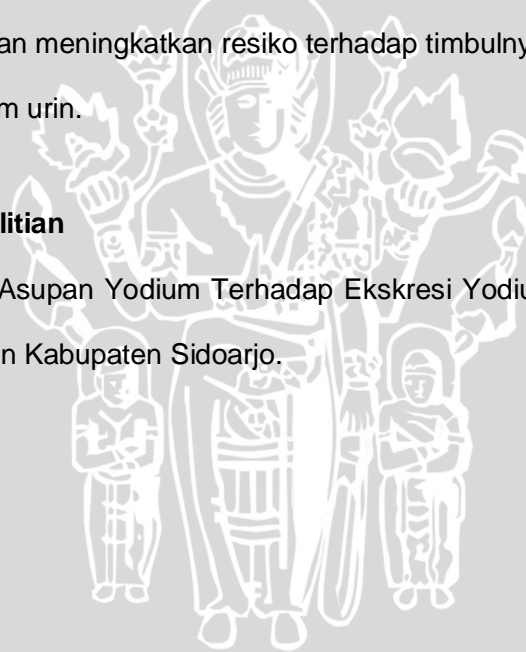 an meningkatkan resiko terhadap timbulny
m urin.
litian
Asupan Yodium Terhadap Ekskresi Yodiu
n Kabupaten Sidoarjo.